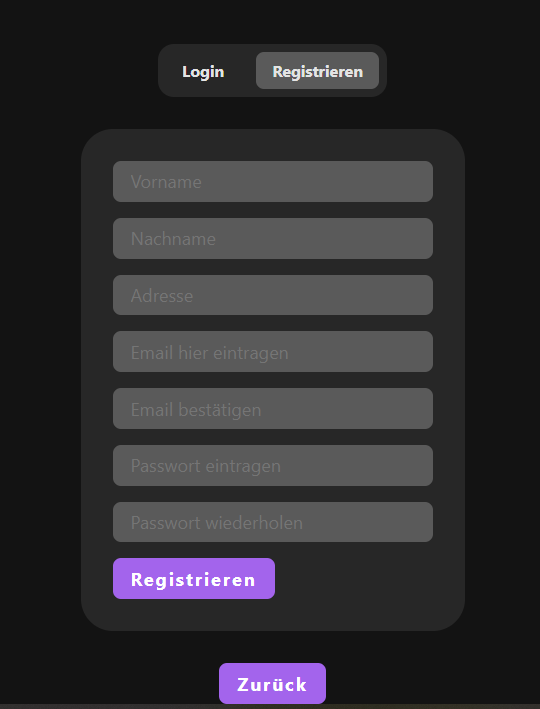 Login
Registrieren
Vorname
Nachname
Adresse
Email hier eintragen
Email bestätigen
Passwort eintragen
Passwort wiederholen
Registrieren
Zurück